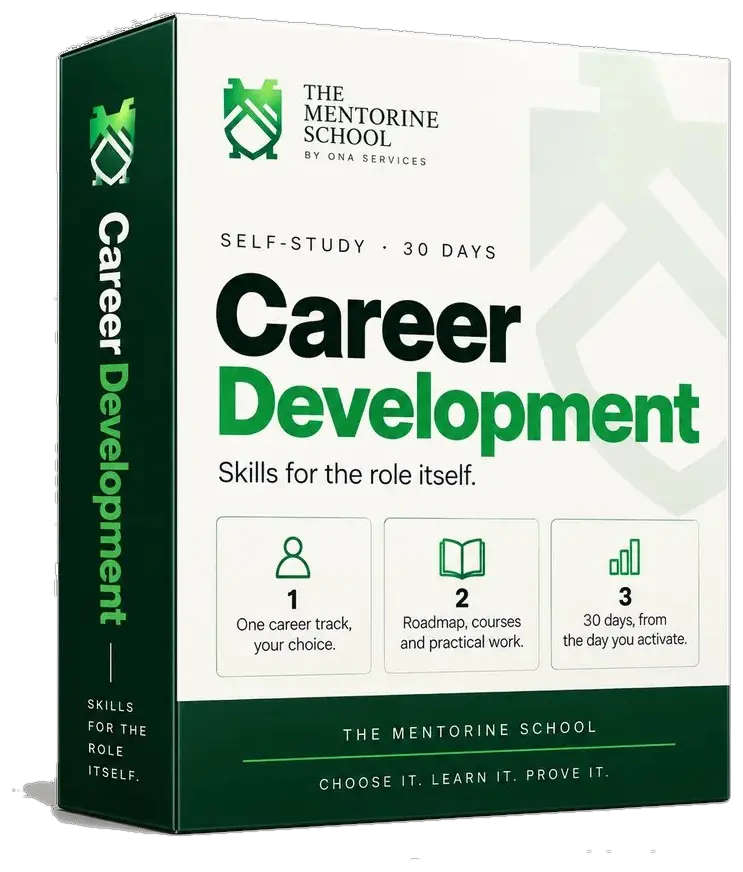 Career Development
SKILLS
FOR THE
ROLE
ITSELF.
THE
MENTORINE
SCHOOL
BY ONA SERVICES
SELF-STUDY · 30 DAYS
Career
Development
Skills for the role itself.
1
One career track,
your choice.
2
Roadmap, courses
and practical work.
3
30 days, from
the day you activate.
THE MENTORINE SCHOOL
CHOOSE IT. LEARN IT. PROVE IT.